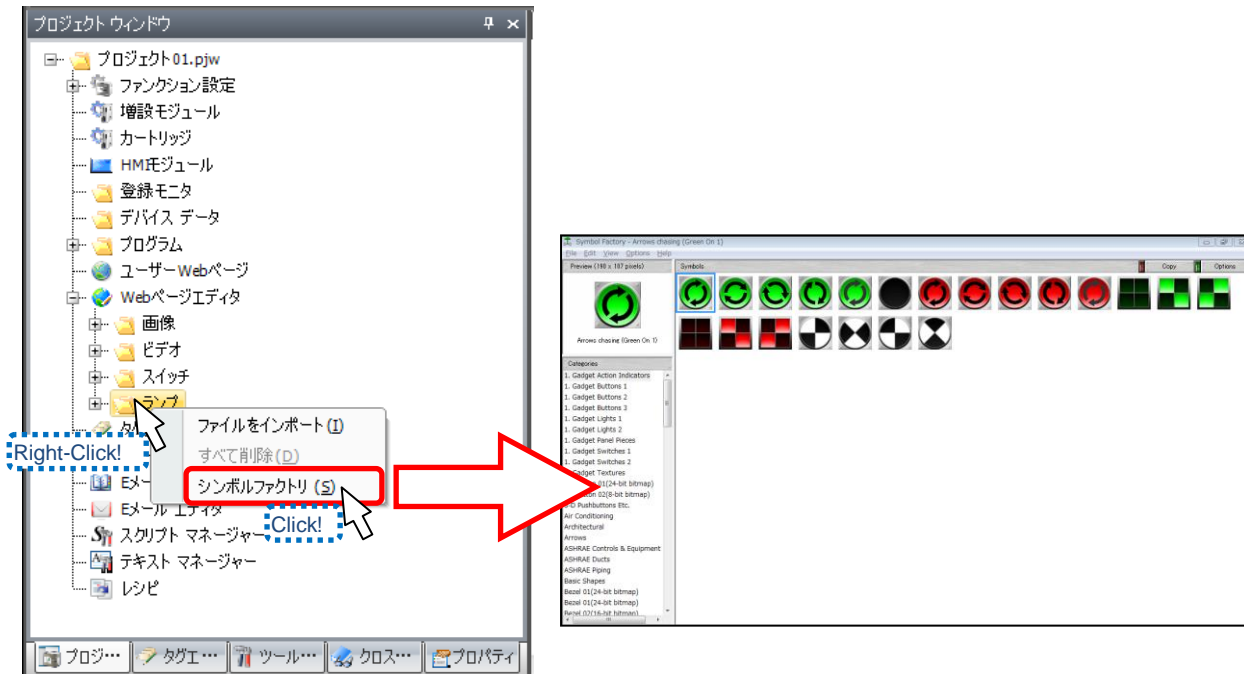 プロジェクト ウィンドウ
プロジェクト01.pjw
ファンクション設定
増設モジュール
カートリッジ
HMIモジュール
登録モニタ
デバイス データ
プログラム
ユーザー Webページ
Webページエディタ
画像
ビデオ
スイッチ
ランプ
ファイルをインポート(I)
すべて削除(D)
シンボルファクトリ (S)
Right-Click!
Click!
Eメール エディタ
スクリプト マネージャー
テキスト マネージャー
レシピ
プロジ…
タグエ…
ツール…
クロス…
プロパティ
Symbol Factory - Arrows chasing (Green On 1)
File Edit View Options Help
Preview (190 x 187 pixels)
Symbols
Copy
Options
Arrows chasing (Green On 1)
Categories
1. Gadget Action Indicators
1. Gadget Buttons 1
1. Gadget Buttons 2
1. Gadget Buttons 3
1. Gadget Lights 1
1. Gadget Lights 2
1. Gadget Panel Pieces
1. Gadget Switches 1
1. Gadget Switches 2
Gadget Textures
01(24-bit bitmap)
02(8-bit bitmap)
Pushbuttons Etc.
Air Conditioning
Architectural
Arrows
ASHRAE Controls & Equipment
ASHRAE Ducts
ASHRAE Piping
Basic Shapes
Bezel 01(24-bit bitmap)
Bezel 01(24-bit bitmap)
Bezel 02(16-bit bitmap)